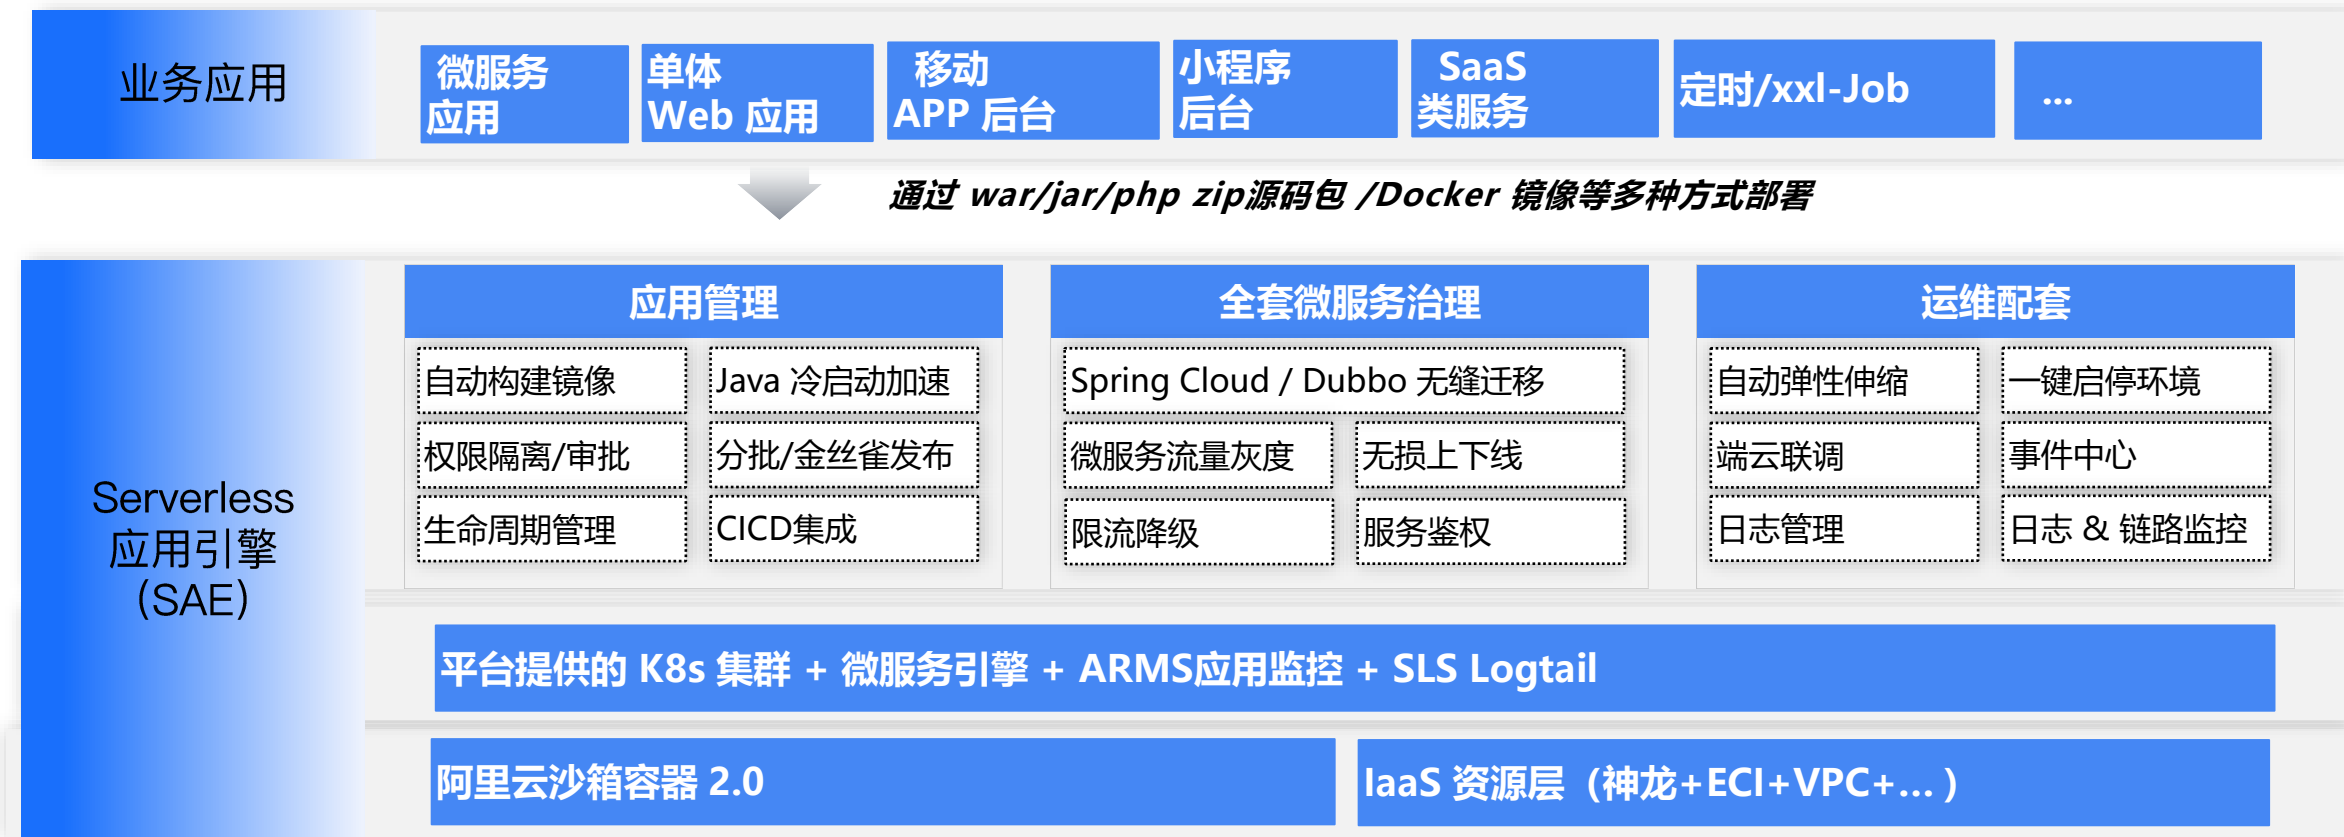 业务应用
微服务
应用
单体
Web 应用
移动
APP 后台
小程序
后台
SaaS
类服务
定时/xxl-Job
...
通过 war/jar/php zip源码包 /Docker 镜像等多种方式部署
Serverless
应用引擎
（SAE）
应用管理
自动构建镜像
Java 冷启动加速
权限隔离/审批
分批/金丝雀发布
生命周期管理
CICD集成
全套微服务治理
Spring Cloud / Dubbo 无缝迁移
微服务流量灰度
无损上下线
限流降级
服务鉴权
运维配套
自动弹性伸缩
一键启停环境
端云联调
事件中心
日志管理
日志 & 链路监控
平台提供的 K8s 集群 + 微服务引擎 + ARMS应用监控 + SLS Logtail
阿里云沙箱容器 2.0
IaaS 资源层（神龙+ECI+VPC+... ）